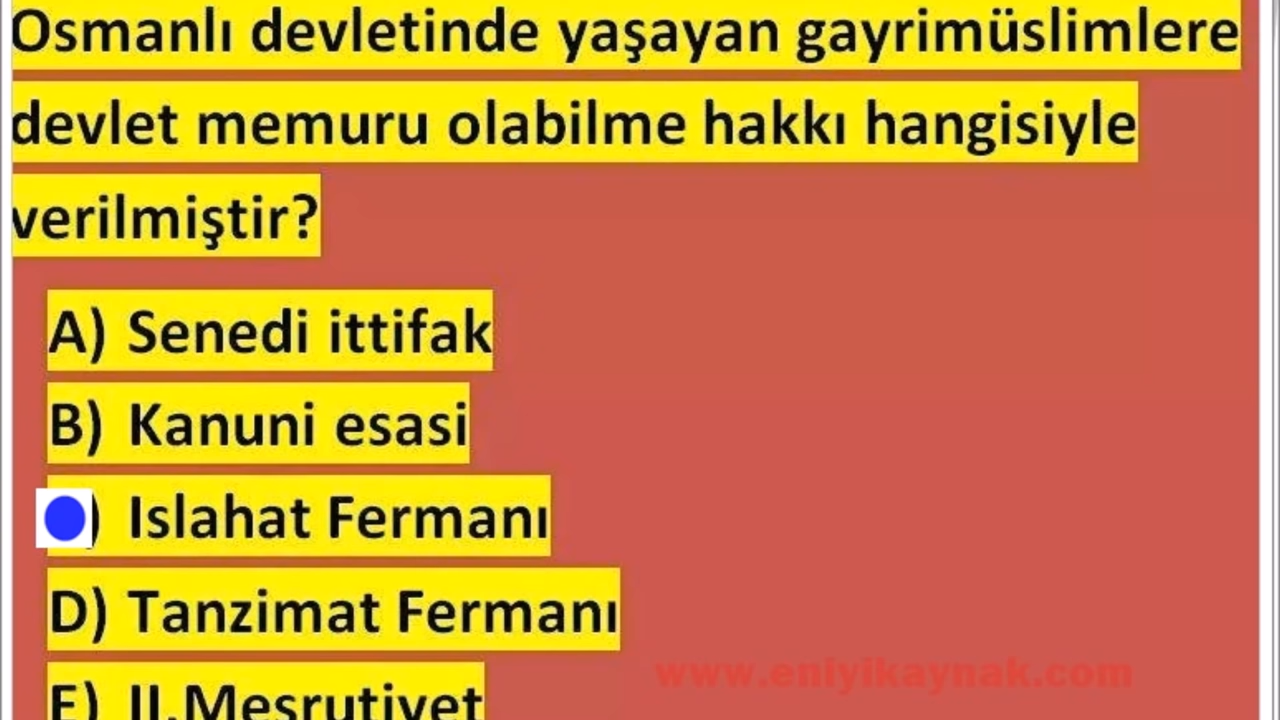 Osmanlı devletinde yaşayan gayrimüslimlere
devlet memuru olabilme hakkı hangisiyle
verilmiştir?
A) Senedi ittifak
B) Kanuni esasi
) Islahat Fermanı
D) Tanzimat Fermanı
E) II.Meşrutiyet
www.eniyikaynak.com